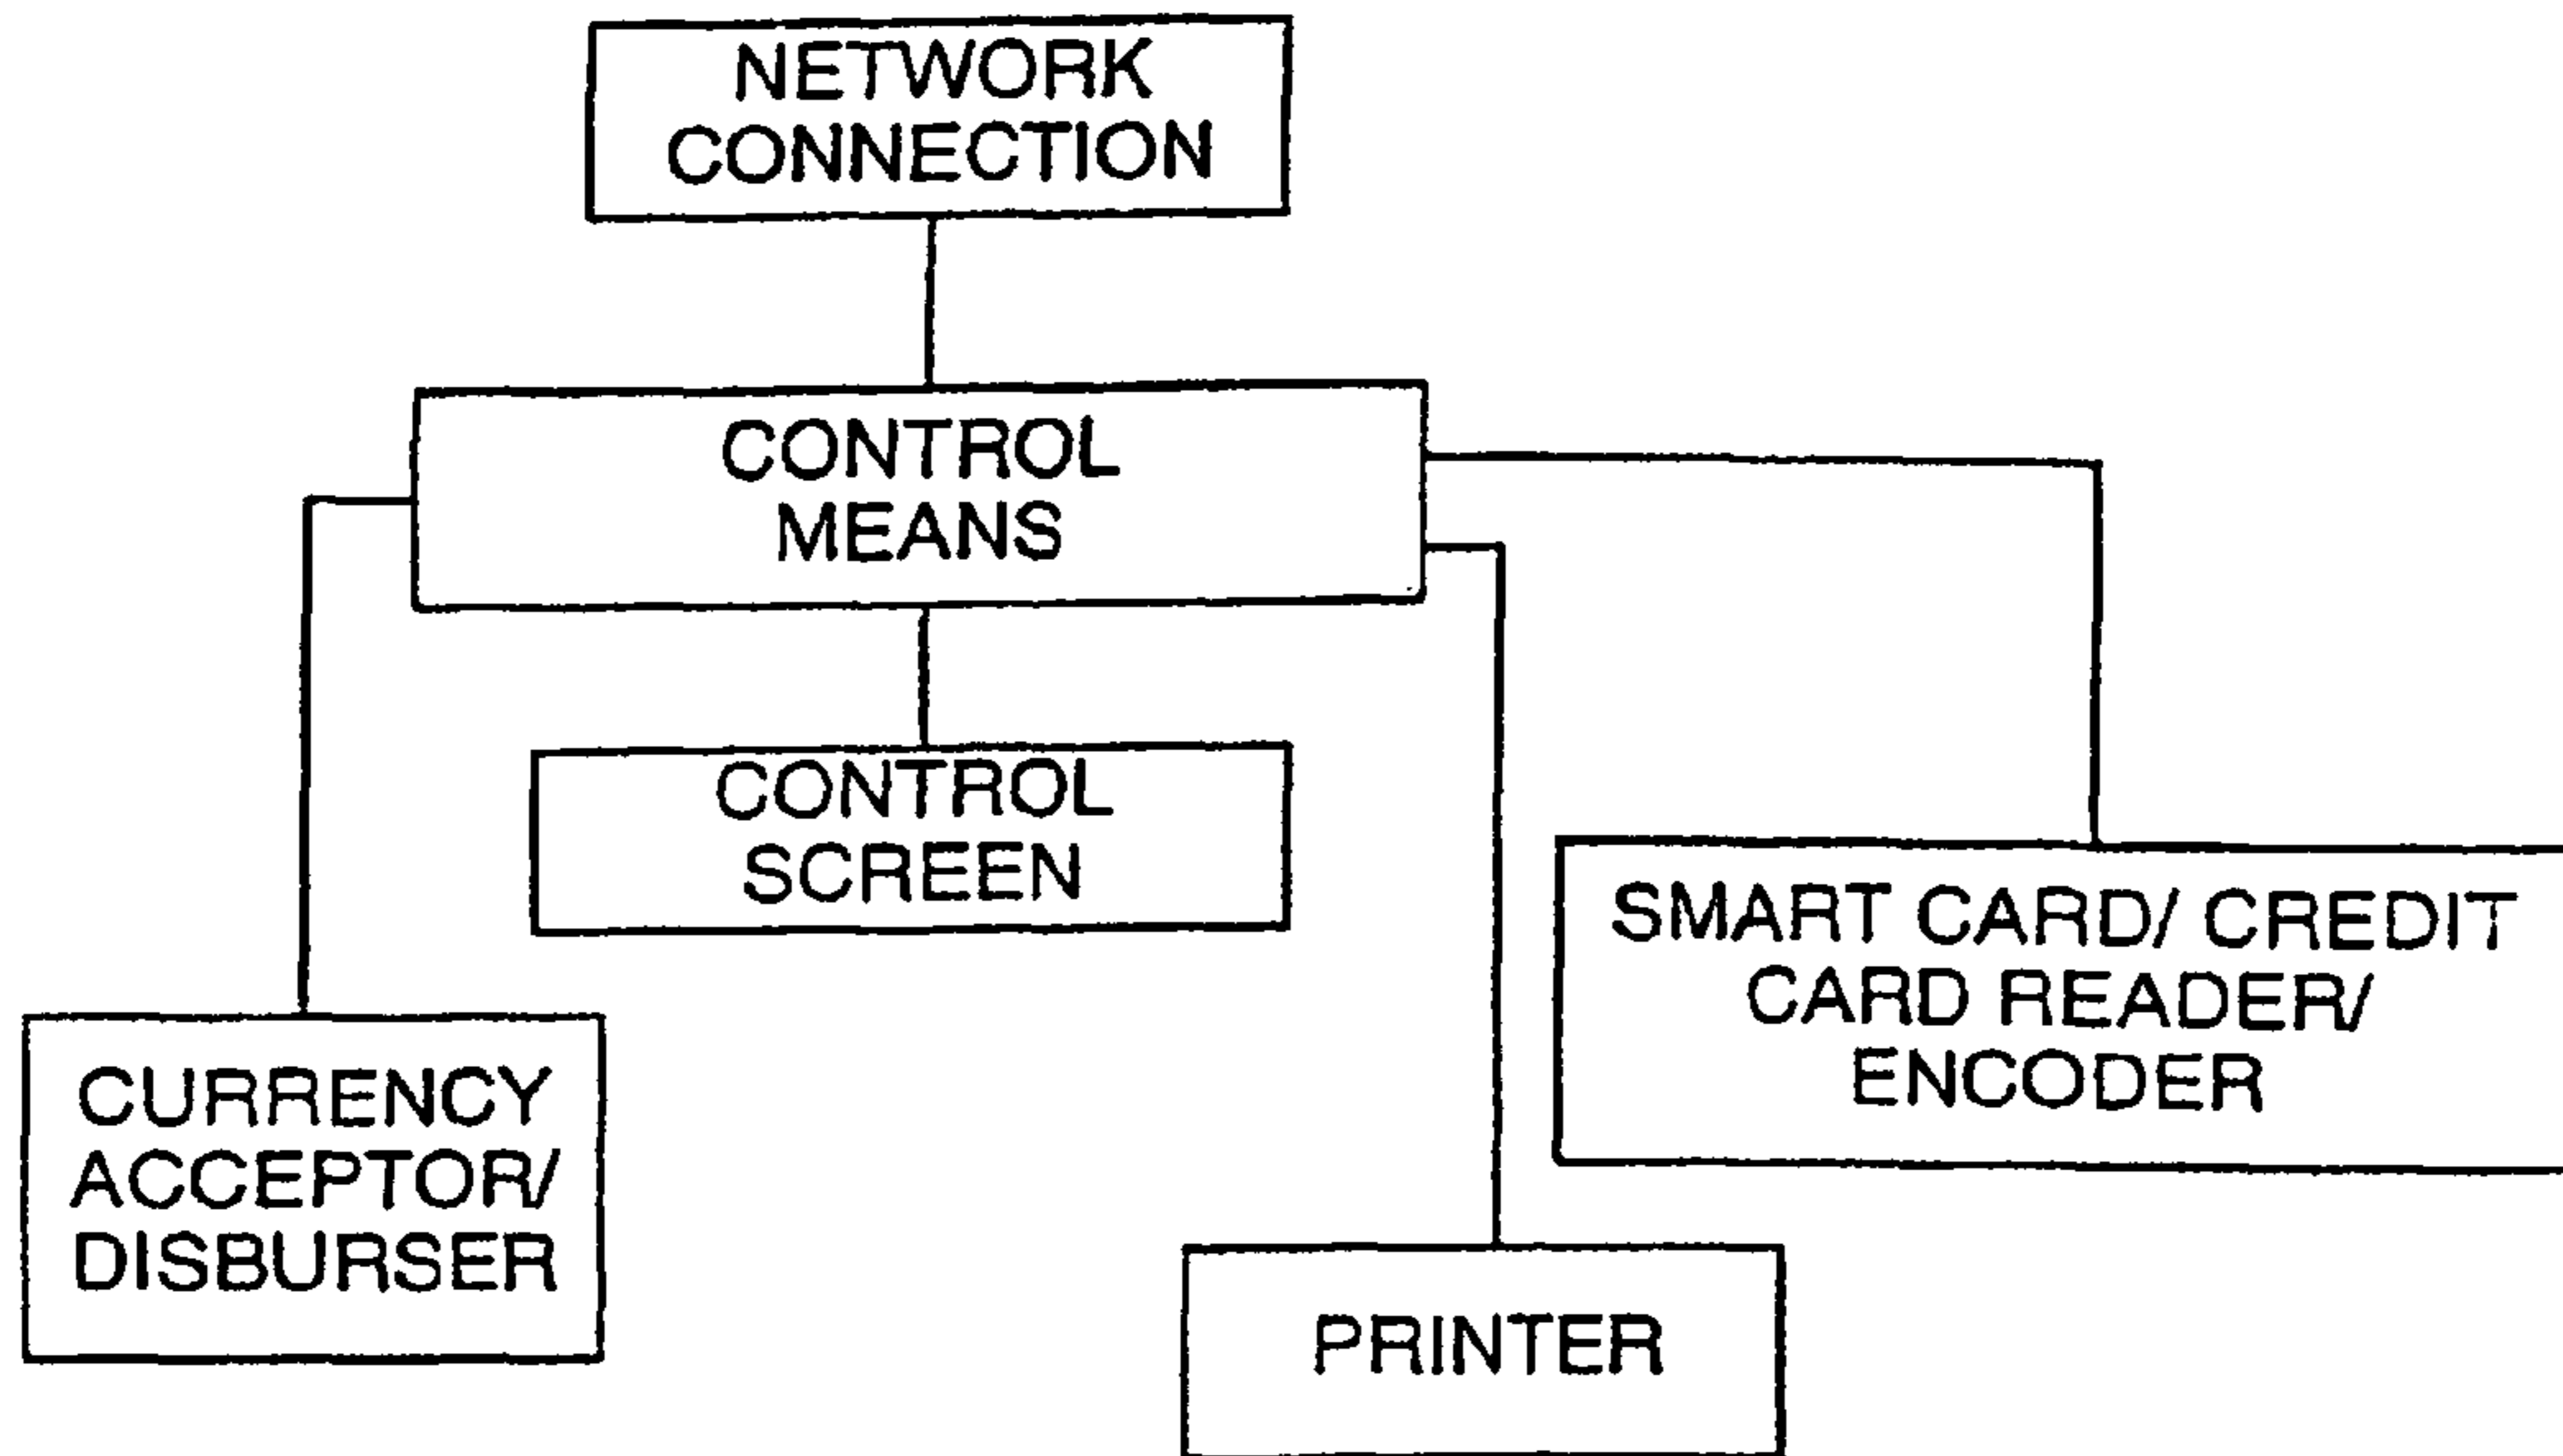 NETWORK
CONNECTION
CONTROL
MEANS
CONTROL
SCREEN
SMART CARD/ CREDIT
CARD READER/
ENCODER
CURRENCY
ACCEPTOR/
DISBURSER
PRINTER